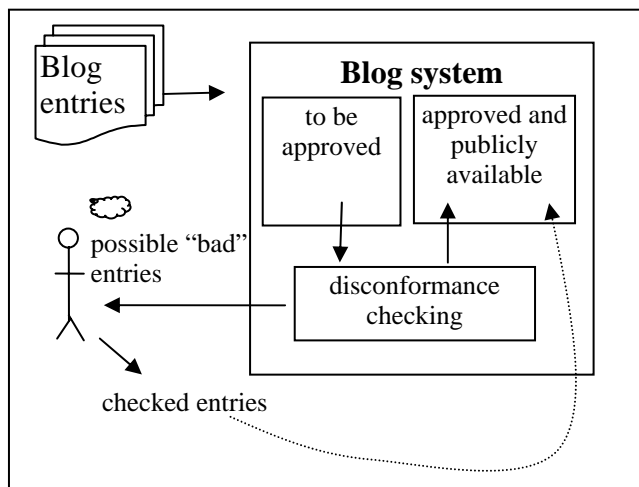 Blog
entries
Blog system
to be
approved
approved and
publicly
available
possible “bad”
entries
disconformance
checking
checked entries